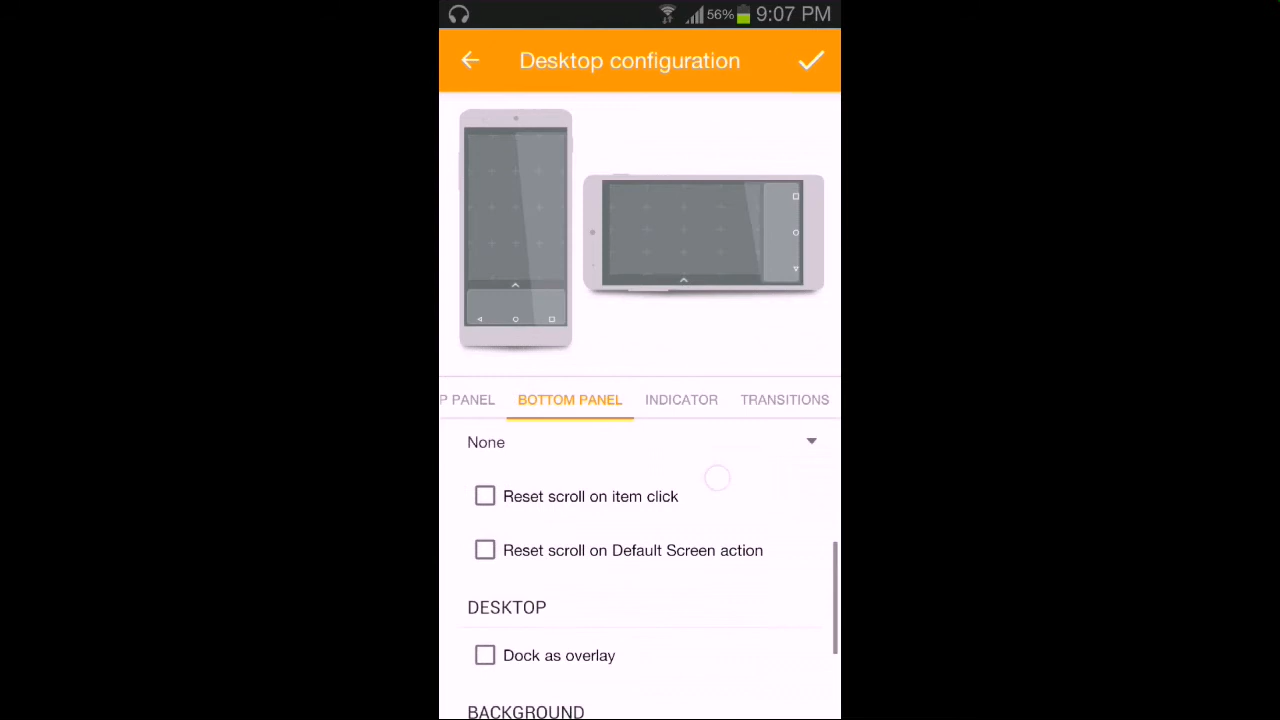 56% 9:07 PM
Desktop configuration
P PANEL BOTTOM PANEL INDICATOR TRANSITIONS
None
Reset scroll on item click
Reset scroll on Default Screen action
DESKTOP
Dock as overlay
BACKGROUND